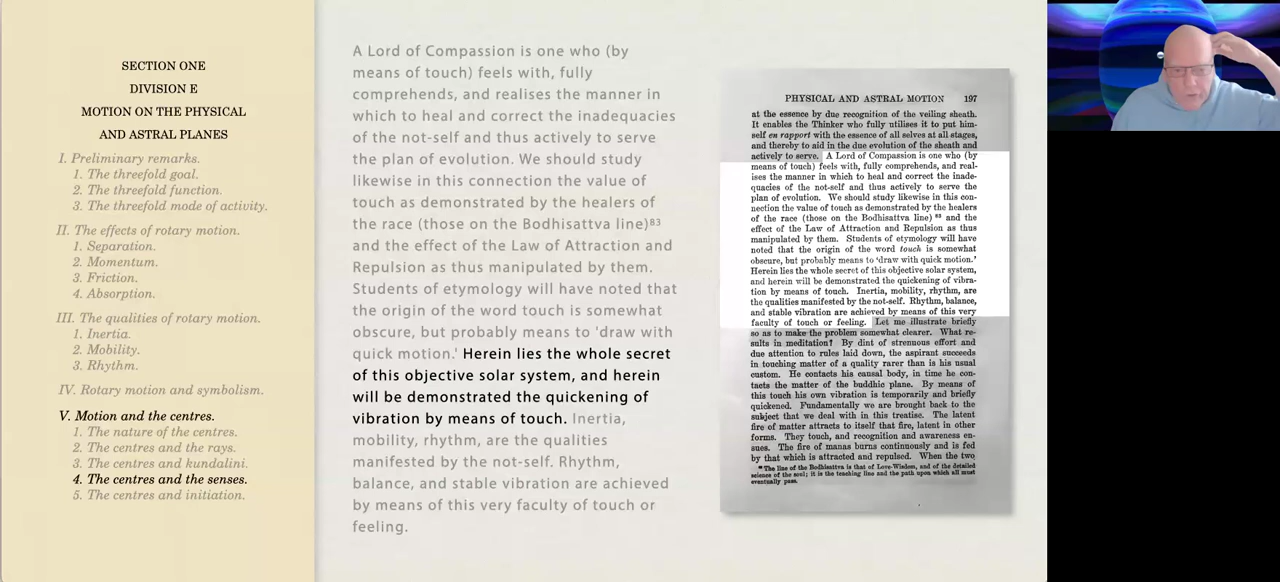 SECTION ONE
DIVISION E
MOTION ON THE PHYSICAL
AND ASTRAL PLANES
I. Preliminary remarks.
1. The threefold goal.
2. The threefold function.
3. The threefold mode of activity.
II. The effects of rotary motion.
1. Separation.
2. Momentum.
3. Friction.
4. Absorption.
III. The qualities of rotary motion.
1. Inertia.
2. Mobility.
3. Rhythm.
IV. Rotary motion and symbolism.
V. Motion and the centres.
1. The nature of the centres.
2. The centres and the rays.
3. The centres and kundalini.
4. The centres and the senses.
5. The centres and initiation.
A Lord of Compassion is one who (by
means of touch) feels with, fully
comprehends, and realises the manner in
which to heal and correct the inadequacies
of the not-self and thus actively to serve
the plan of evolution. We should study
likewise in this connection the value of
touch as demonstrated by the healers of
the race (those on the Bodhisattva line)83
and the effect of the Law of Attraction and
Repulsion as thus manipulated by them.
Students of etymology will have noted that
the origin of the word touch is somewhat
obscure, but probably means to 'draw with
quick motion.' Herein lies the whole secret
of this objective solar system, and herein
will be demonstrated the quickening of
vibration by means of touch. Inertia,
mobility, rhythm, are the qualities
manifested by the not-self. Rhythm,
balance, and stable vibration are achieved
by means of this very faculty of touch or
feeling.
PHYSICAL AND ASTRAL MOTION 197
at the essence by due recognition of the veiling sheath.
It enables the Thinker who fully utilises it to put him-
self en rapport with the essence of all selves at all stages,
and thereby to aid in the due evolution of the sheath and
actively to serve. A Lord of Compassion is one who (by
means of touch) feels with, fully comprehends, and real-
ises the manner in which to heal and correct the inade-
quacies of the not-self and thus actively to serve the
plan of evolution. We should study likewise in this con-
nection the value of touch as demonstrated by the healers
of the race (those on the Bodhisattva line) 83 and the
effect of the Law of Attraction and Repulsion as thus
manipulated by them. Students of etymology will have
noted that the origin of the word touch is somewhat
obscure, but probably means to 'draw with quick motion.'
Herein lies the whole secret of this objective solar system,
and herein will be demonstrated the quickening of vibra-
tion by means of touch. Inertia, mobility, rhythm, are
the qualities manifested by the not-self. Rhythm, balance,
and stable vibration are achieved by means of this very
faculty of touch or feeling. Let me illustrate briefly
so as to make the problem somewhat clearer. What re-
sults in meditation? By dint of strenuous effort and
due attention to rules laid down, the aspirant succeeds
in touching matter of a quality rarer than is his usual
custom. He contacts his causal body, in time he con-
tacts the matter of the buddhic plane. By means of
this touch his own vibration is temporarily and briefly
quickened. Fundamentally we are brought back to the
subject that we deal with in this treatise. The latent
fire of matter attracts to itself that fire, latent in other
forms. They touch, and recognition and awareness en-
sues. The fire of manas burns continuously and is fed
by that which is attracted and repulsed. When the two
83 The line of the Bodhisattva is that of Love-Wisdom, and of the detailed
science of the soul; it is the teaching line and the path upon which all must
eventually pass.